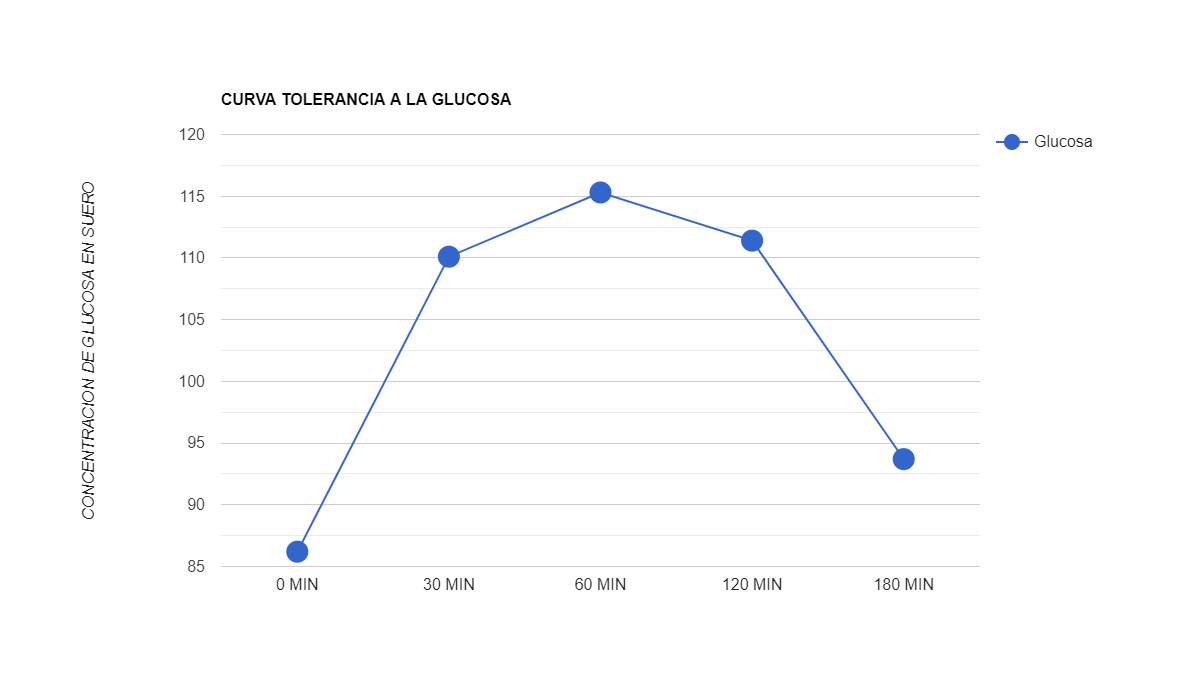 CURVA TOLERANCIA A LA GLUCOSA
Glucosa
CONCENTRACION DE GLUCOSA EN SUERO
120
115
110
105
100
95
90
85
0 MIN
30 MIN
60 MIN
120 MIN
180 MIN